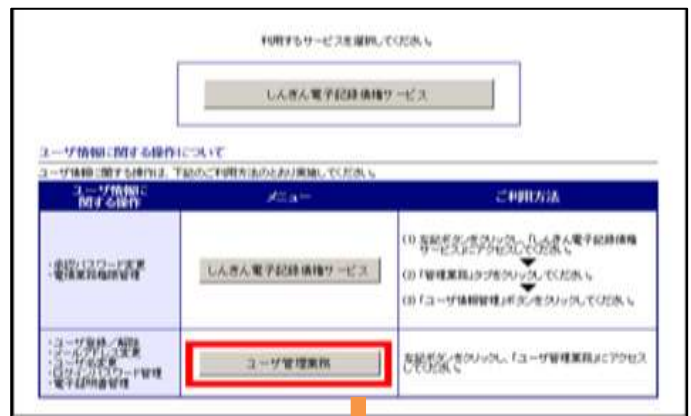 利用するサービスを選択してください。
しんきん電子記録債権サービス
ユーザ情報に関する操作について
ユーザ情報に関する操作は、下記のご利用方法のとおり実施してください。
ユーザ情報に
関する操作
メニュー
ご利用方法
・承認パスワード変更
・電債業務権限管理
しんきん電子記録債権サービス
(1) 左記ボタンをクリックし、「しんきん電子記録債権
サービス」にアクセスしてください。
(2)「管理業務」タブをクリックしてください。
(3)「ユーザ情報管理」ボタンをクリックしてください。
・ユーザ登録／解除
・メールアドレス変更
・ユーザ名変更
・ログインパスワード管理
・電子証明書管理
ユーザ管理業務
左記ボタンをクリックし、「ユーザ管理業務」にアクセス
してください。